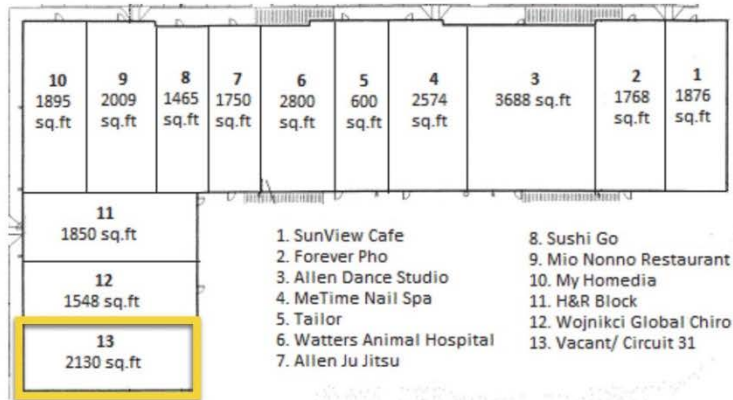 10
1895
sq.ft
9
2009
sq.ft
8
1465
sq.ft
7
1750
sq.ft
6
2800
sq.ft
5
600
sq.ft
4
2574
sq.ft
3
3688 sq.ft
2
1768
sq.ft
1
1876
sq.ft
11
1850 sq.ft
12
1548 sq.ft
13
2130 sq.ft
1. SunView Cafe
2. Forever Pho
3. Allen Dance Studio
4. MeTime Nail Spa
5. Tailor
6. Watters Animal Hospital
7. Allen Ju Jitsu
8. Sushi Go
9. Mio Nonno Restaurant
10. My Homedia
11. H&R Block
12. Wojnikci Global Chiro
13. Vacant/ Circuit 31